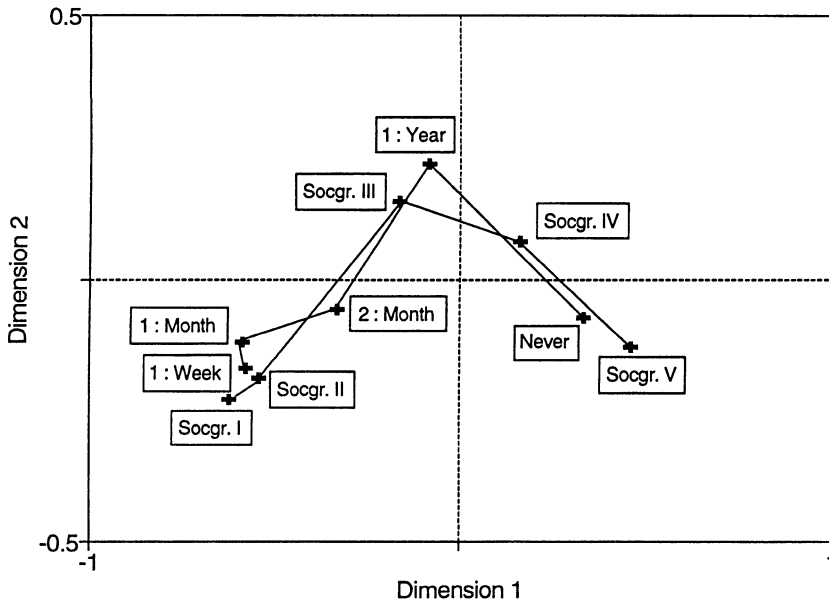 0.5
1 : Year
Socgr. III
Socgr. IV
Dimension 2
1 : Month
2 : Month
Never
1 : Week
Socgr. II
Socgr. V
Socgr. I
-0.5
-1
1
Dimension 1